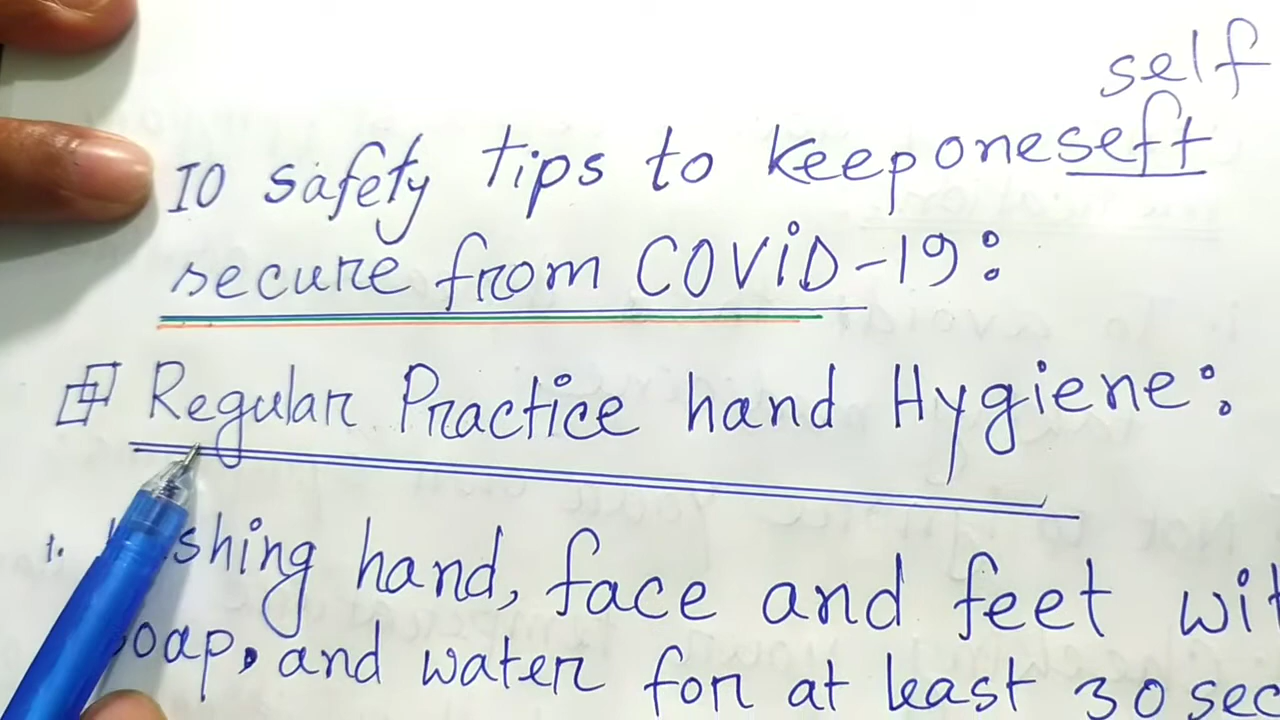 self
10 safety tips to keep oneseft
secure from COVID-19:
Regular Practice hand Hygiene:
1. shing hand, face and feet wit
oap, and water for at least 30 sec